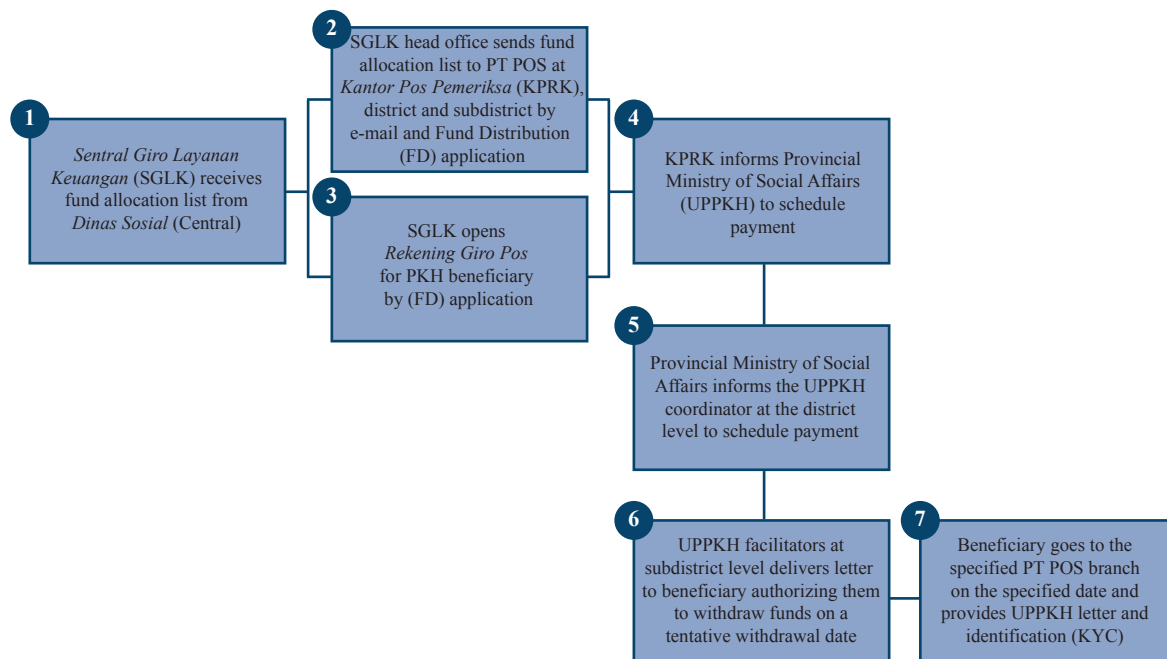 1
Sentral Giro Layanan
Keuangan (SGLK) receives
fund allocation list from
Dinas Sosial (Central)
2
SGLK head office sends fund
allocation list to PT POS at
Kantor Pos Pemeriksa (KPRK),
district and subdistrict by
e-mail and Fund Distribution
(FD) application
3
SGLK opens
Rekening Giro Pos
for PKH beneficiary
by (FD) application
4
KPRK informs Provincial
Ministry of Social Affairs
(UPPKH) to schedule
payment
5
Provincial Ministry of Social
Affairs informs the UPPKH
coordinator at the district
level to schedule payment
6
UPPKH facilitators at
subdistrict level delivers letter
to beneficiary authorizing them
to withdraw funds on a
tentative withdrawal date
7
Beneficiary goes to the
specified PT POS branch
on the specified date and
provides UPPKH letter and
identification (KYC)